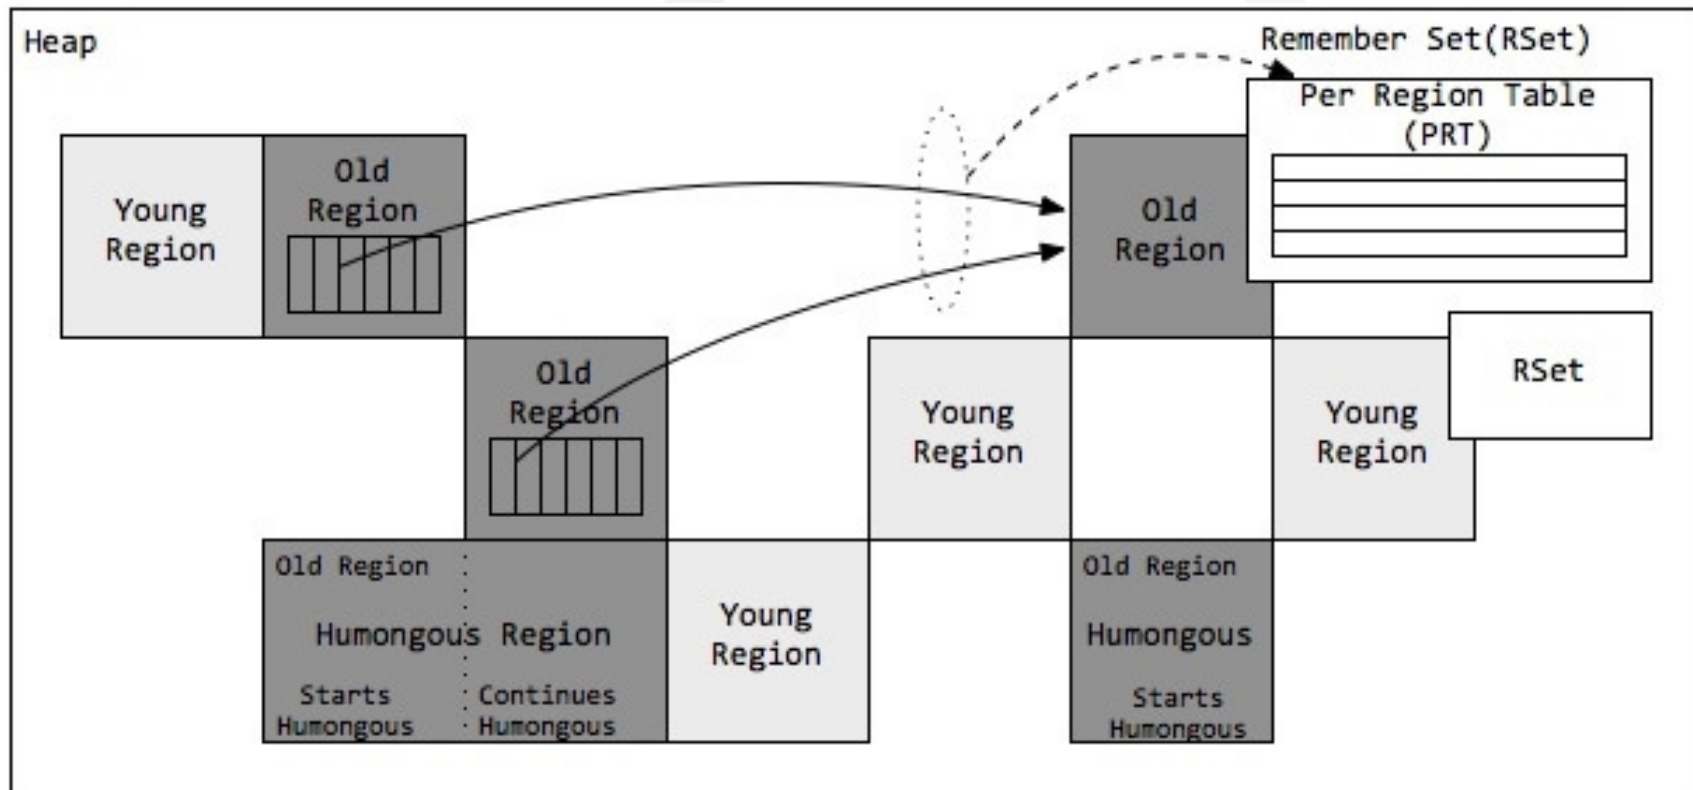 Heap
Remember Set(RSet)
Per Region Table
(PRT)
Young
Region
Old
Region
Old
Region
Old
Region
Young
Region
Young
Region
RSet
Old Region
Humongous Region
Starts
Humongous
Continues
Humongous
Young
Region
Old Region
Humongous
Starts
Humongous